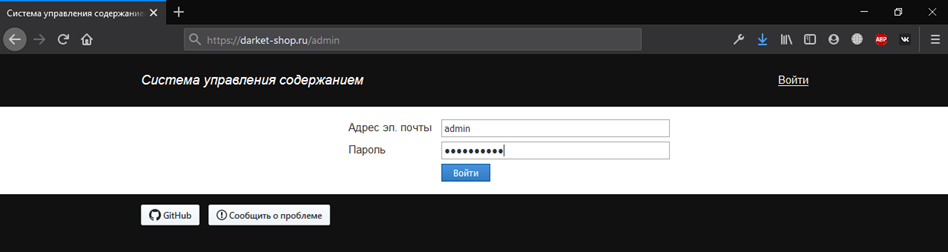 Система управления содержанием
https://darket-shop.ru/admin
ABP
Система управления содержанием
Войти
Адрес эл. почты
admin
Пароль
••••••••••
Войти
GitHub
Сообщить о проблеме